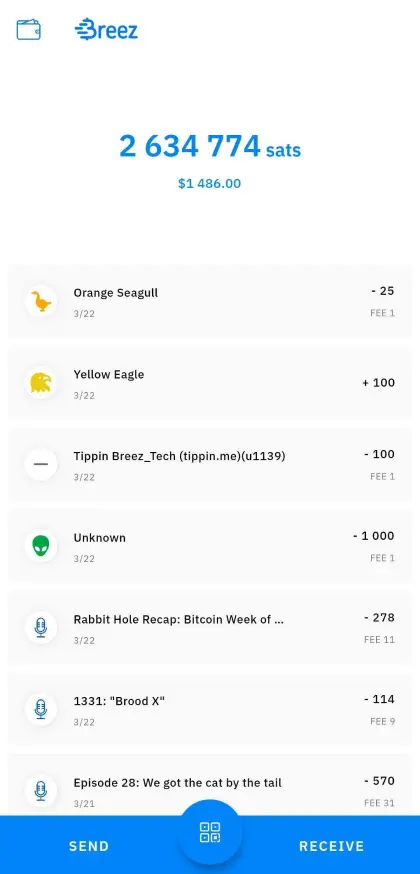 Breez
2 634 774 sats
$1 486.00
Orange Seagull
- 25
3/22
FEE 1
Yellow Eagle
+ 100
3/22
Tippin Breez_Tech (tippin.me)(u1139)
- 100
3/22
FEE 1
Unknown
- 1 000
3/22
FEE 1
Rabbit Hole Recap: Bitcoin Week of ...
- 278
3/22
FEE 11
1331: "Brood X"
- 114
3/22
FEE 9
Episode 28: We got the cat by the tail
- 570
3/21
FEE 31
SEND
RECEIVE